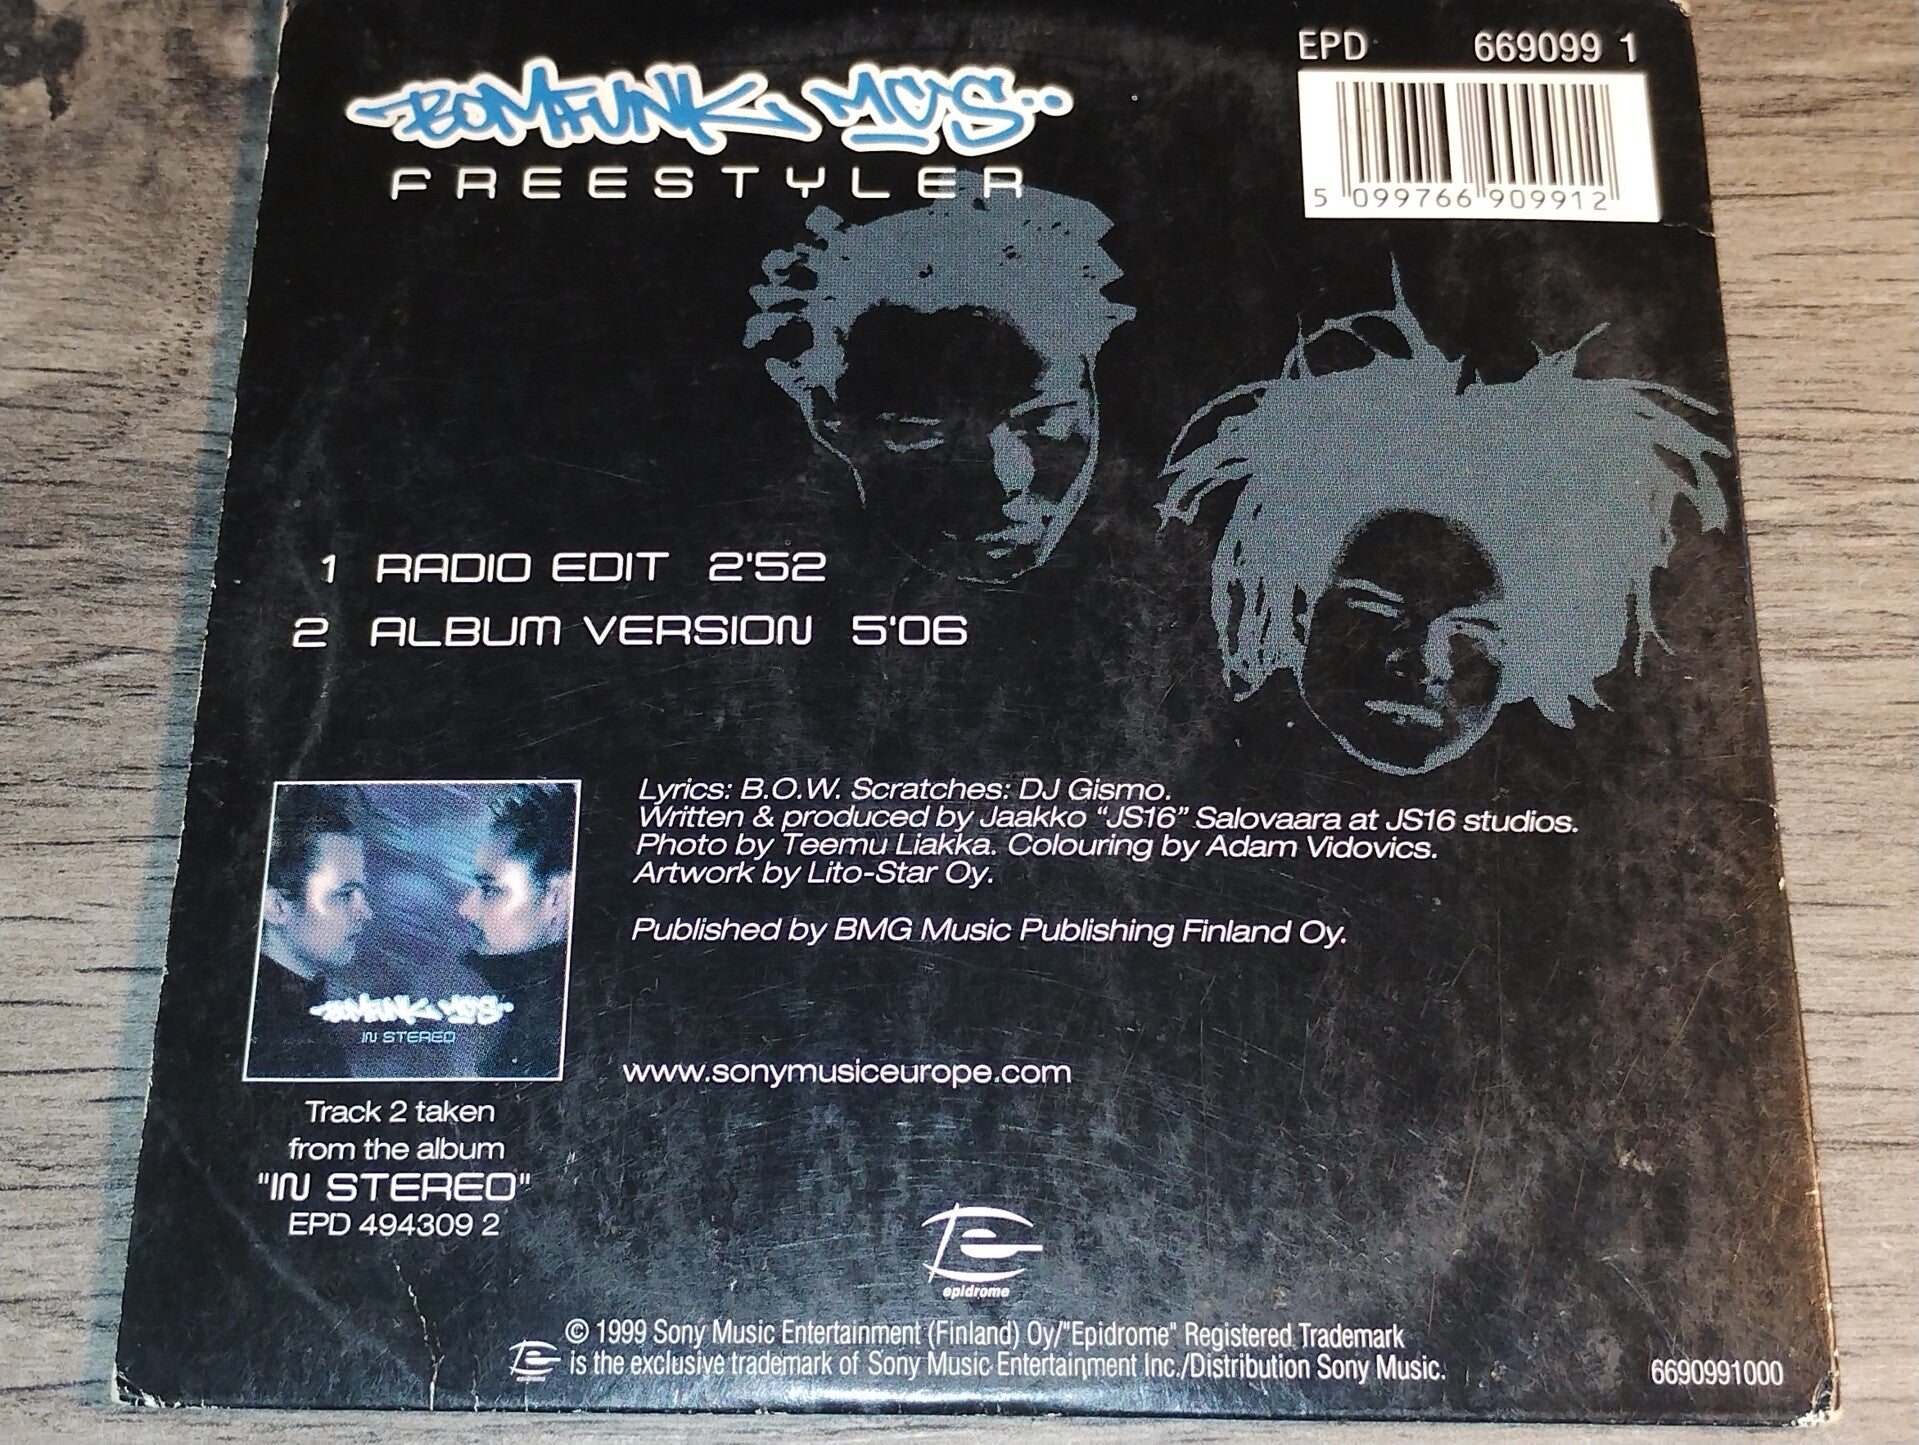 BOMFUNK MC'S..
FREESTYLER
EPD 669099 1
5 099766 909912
1 RADIO EDIT 2'52
2 ALBUM VERSION 5'06
Lyrics: B.O.W. Scratches: DJ Gismo.
Written & produced by Jaakko "JS16" Salovaara at JS16 studios.
Photo by Teemu Liakka. Colouring by Adam Vidovics.
Artwork by Lito-Star Oy.
Published by BMG Music Publishing Finland Oy.
www.sonymusiceurope.com
BOMFUNK MC'S..
IN STEREO
Track 2 taken
from the album
"IN STEREO"
EPD 494309 2
epidrome
© 1999 Sony Music Entertainment (Finland) Oy/"Epidrome" Registered Trademark
epidrome is the exclusive trademark of Sony Music Entertainment Inc./Distribution Sony Music.
6690991000